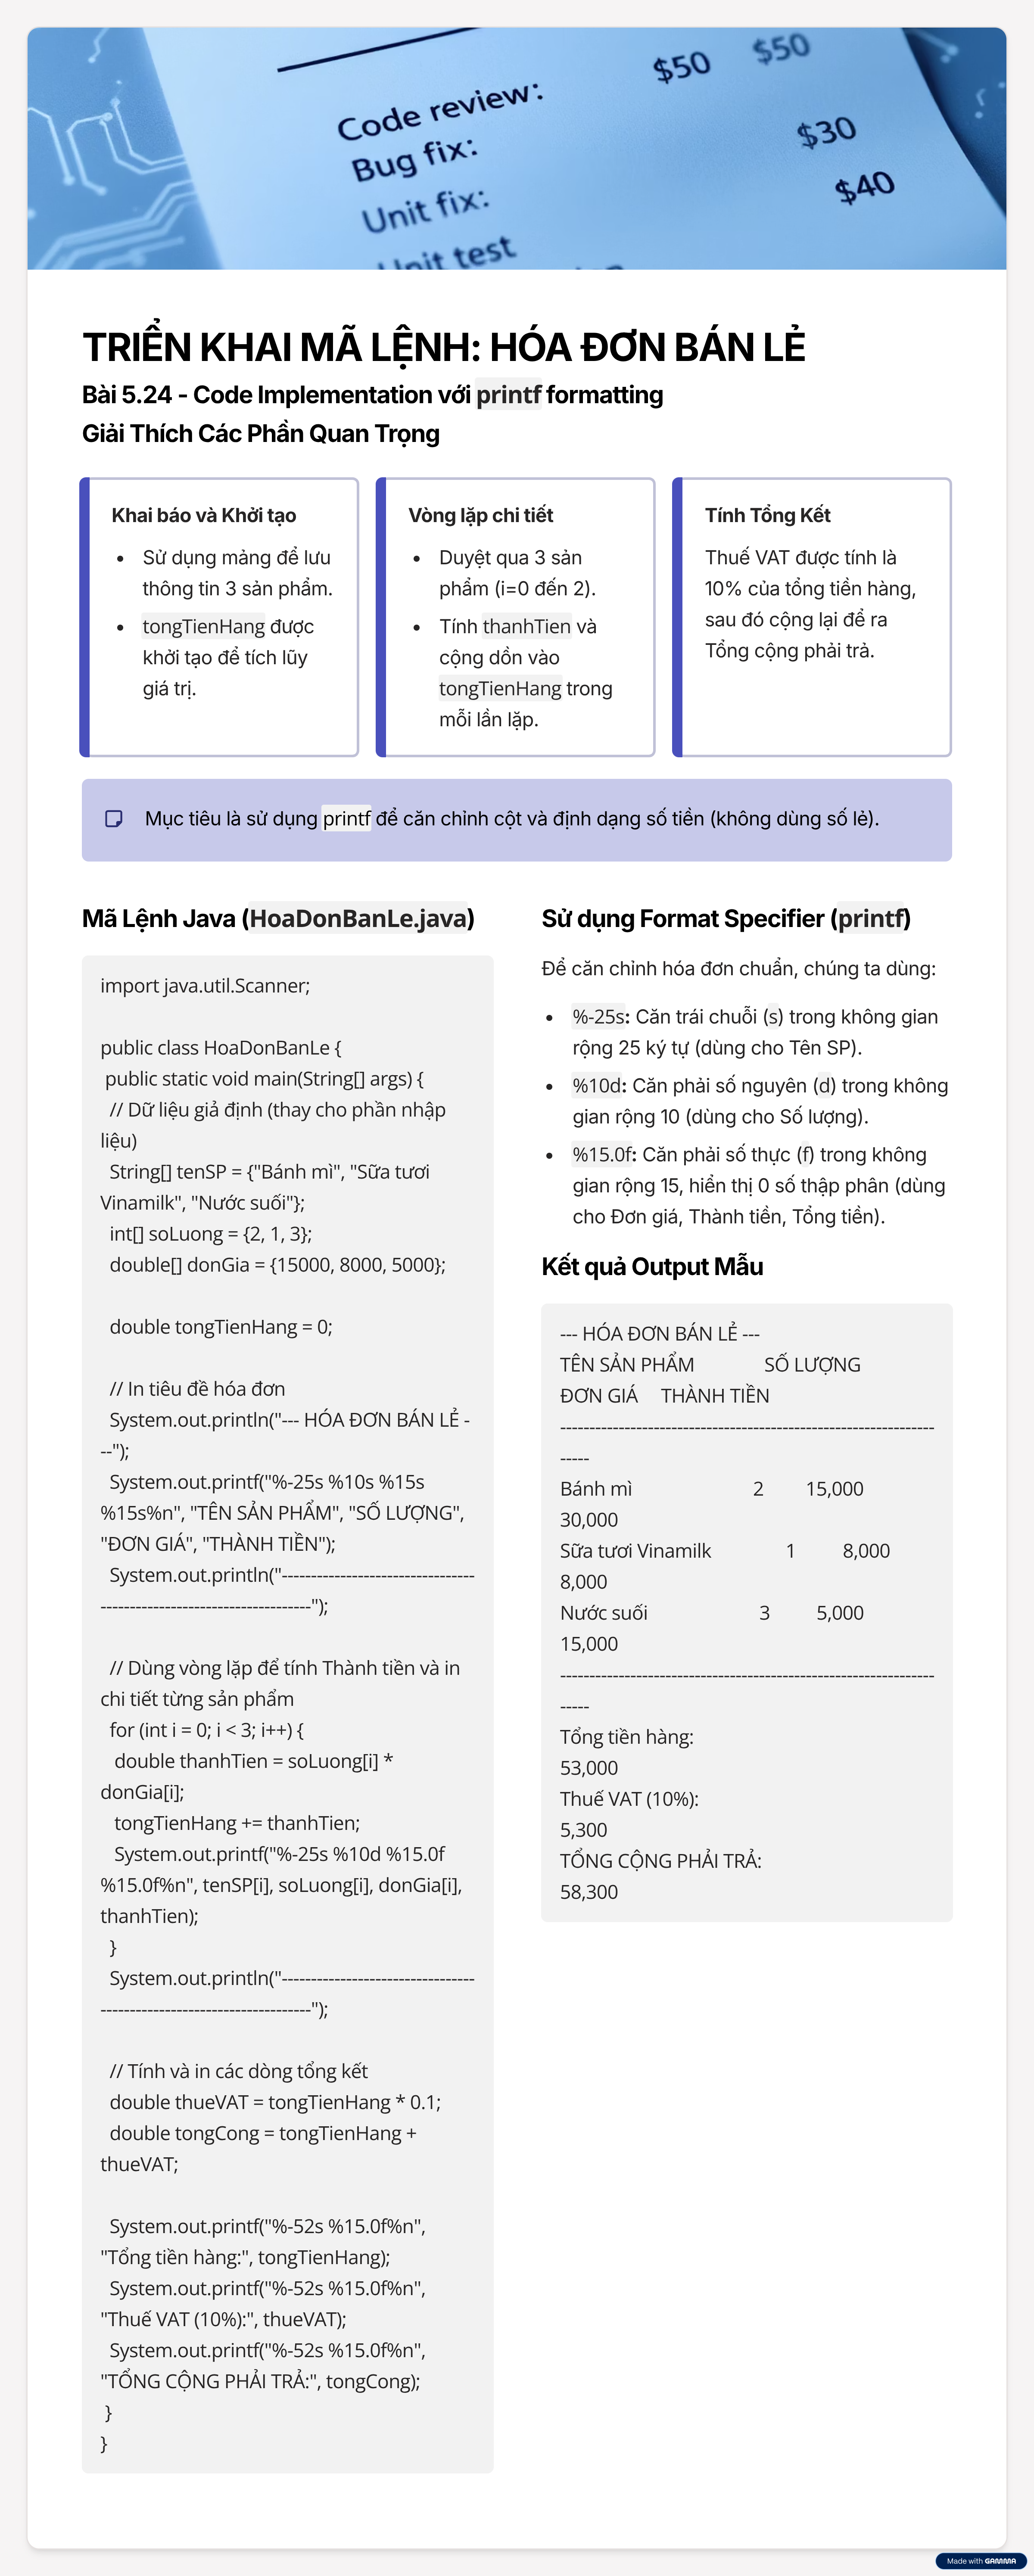 Code review: $50 $50
Bug fix: $30
Unit fix: $40
Unit test
TRIỂN KHAI MÃ LỆNH: HÓA ĐƠN BÁN LẺ
Bài 5.24 - Code Implementation với printf formatting
Giải Thích Các Phần Quan Trọng
Khai báo và Khởi tạo
• Sử dụng mảng để lưu
thông tin 3 sản phẩm.
• tongTienHang được
khởi tạo để tích lũy
giá trị.
Vòng lặp chi tiết
• Duyệt qua 3 sản
phẩm (i=0 đến 2).
• Tính thanhTien và
cộng dồn vào
tongTienHang trong
mỗi lần lặp.
Tính Tổng Kết
Thuế VAT được tính là
10% của tổng tiền hàng,
sau đó cộng lại để ra
Tổng cộng phải trả.
Mục tiêu là sử dụng printf để căn chỉnh cột và định dạng số tiền (không dùng số lẻ).
Mã Lệnh Java (HoaDonBanLe.java)
import java.util.Scanner;
public class HoaDonBanLe {
public static void main(String[] args) {
// Dữ liệu giả định (thay cho phần nhập
liệu)
String[] tenSP = {"Bánh mì", "Sữa tươi
Vinamilk", "Nước suối"};
int[] soLuong = {2, 1, 3};
double[] donGia = {15000, 8000, 5000};
double tongTienHang = 0;
// In tiêu đề hóa đơn
System.out.println("--- HÓA ĐƠN BÁN LẺ -
--");
System.out.printf("%-25s %10s %15s
%15s%n", "TÊN SẢN PHẨM", "SỐ LƯỢNG",
"ĐƠN GIÁ", "THÀNH TIỀN");
System.out.println("---------------------------------
------------------------------------");
// Dùng vòng lặp để tính Thành tiền và in
chi tiết từng sản phẩm
for (int i = 0; i < 3; i++) {
double thanhTien = soLuong[i] *
donGia[i];
tongTienHang += thanhTien;
System.out.printf("%-25s %10d %15.0f
%15.0f%n", tenSP[i], soLuong[i], donGia[i],
thanhTien);
}
System.out.println("---------------------------------
------------------------------------");
// Tính và in các dòng tổng kết
double thueVAT = tongTienHang * 0.1;
double tongCong = tongTienHang +
thueVAT;
System.out.printf("%-52s %15.0f%n",
"Tổng tiền hàng:", tongTienHang);
System.out.printf("%-52s %15.0f%n",
"Thuế VAT (10%):", thueVAT);
System.out.printf("%-52s %15.0f%n",
"TỔNG CỘNG PHẢI TRẢ:", tongCong);
}
}
Sử dụng Format Specifier (printf)
Để căn chỉnh hóa đơn chuẩn, chúng ta dùng:
• %-25s: Căn trái chuỗi (s) trong không gian
rộng 25 ký tự (dùng cho Tên SP).
• %10d: Căn phải số nguyên (d) trong không
gian rộng 10 (dùng cho Số lượng).
• %15.0f: Căn phải số thực (f) trong không
gian rộng 15, hiển thị 0 số thập phân (dùng
cho Đơn giá, Thành tiền, Tổng tiền).
Kết quả Output Mẫu
--- HÓA ĐƠN BÁN LẺ ---
TÊN SẢN PHẨM SỐ LƯỢNG
ĐƠN GIÁ THÀNH TIỀN
----------------------------------------------------------------
-----
Bánh mì 2 15,000
30,000
Sữa tươi Vinamilk 1 8,000
8,000
Nước suối 3 5,000
15,000
----------------------------------------------------------------
-----
Tổng tiền hàng:
53,000
Thuế VAT (10%):
5,300
TỔNG CỘNG PHẢI TRẢ:
58,300
Made with GAMMA